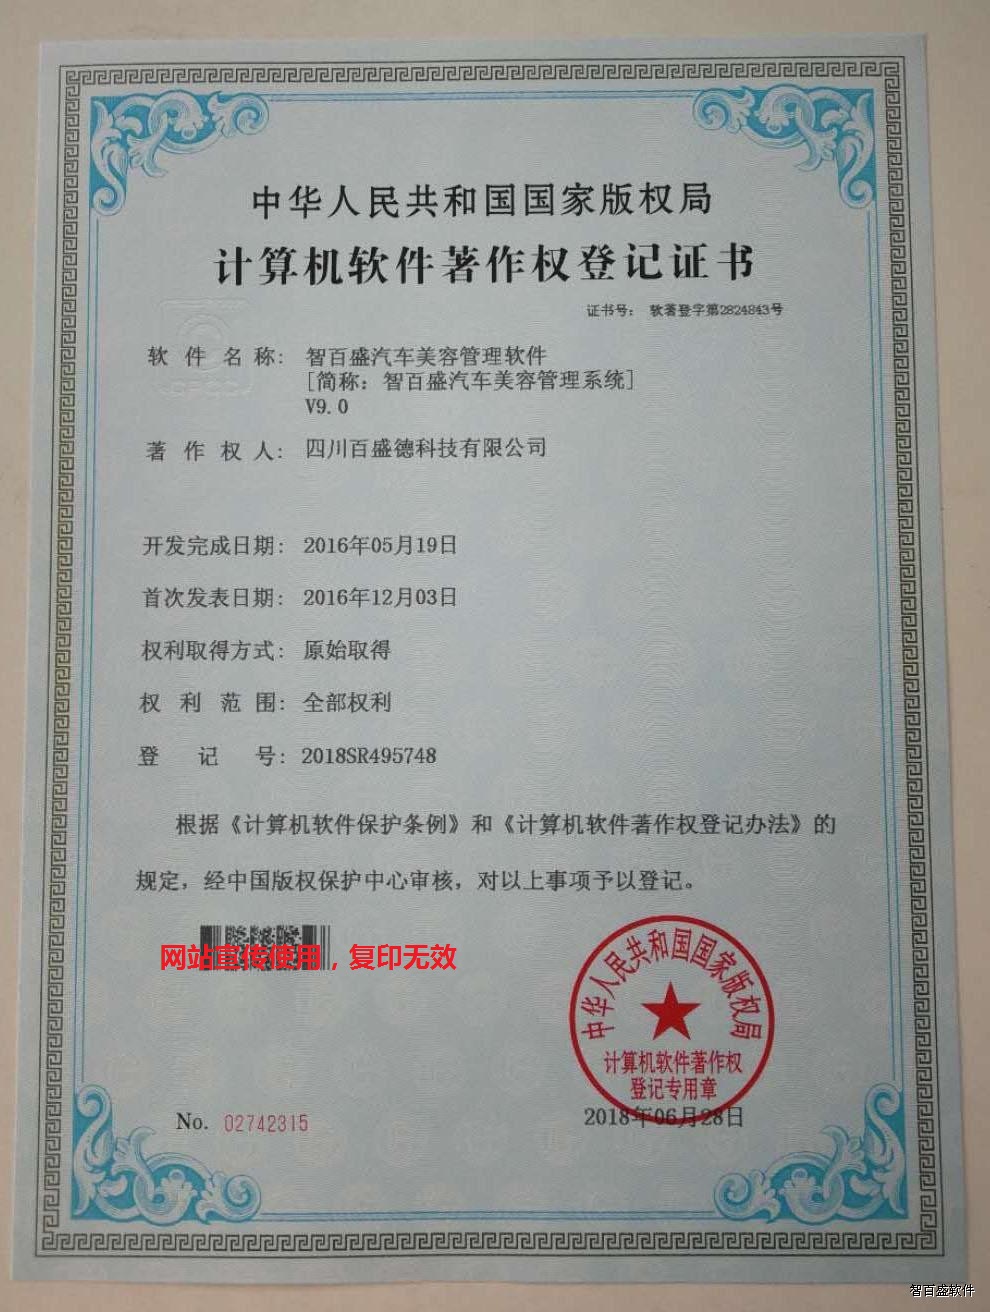 中华人民共和国国家版权局
计算机软件著作权登记证书
证书号： 软著登字第2824843号
软件名称： 智百盛汽车美容管理软件
[简称：智百盛汽车美容管理系统]
V9.0
著作权人： 四川百盛德科技有限公司
开发完成日期： 2016年05月19日
首次发表日期： 2016年12月03日
权利取得方式： 原始取得
权利范围： 全部权利
登记号： 2018SR495748
根据《计算机软件保护条例》和《计算机软件著作权登记办法》的
规定，经中国版权保护中心审核，对以上事项予以登记。
网站宣传使用，复印无效
中华人民共和国国家版权局
计算机软件著作权
登记专用章
No. 02742315
2018年06月28日
智百盛软件